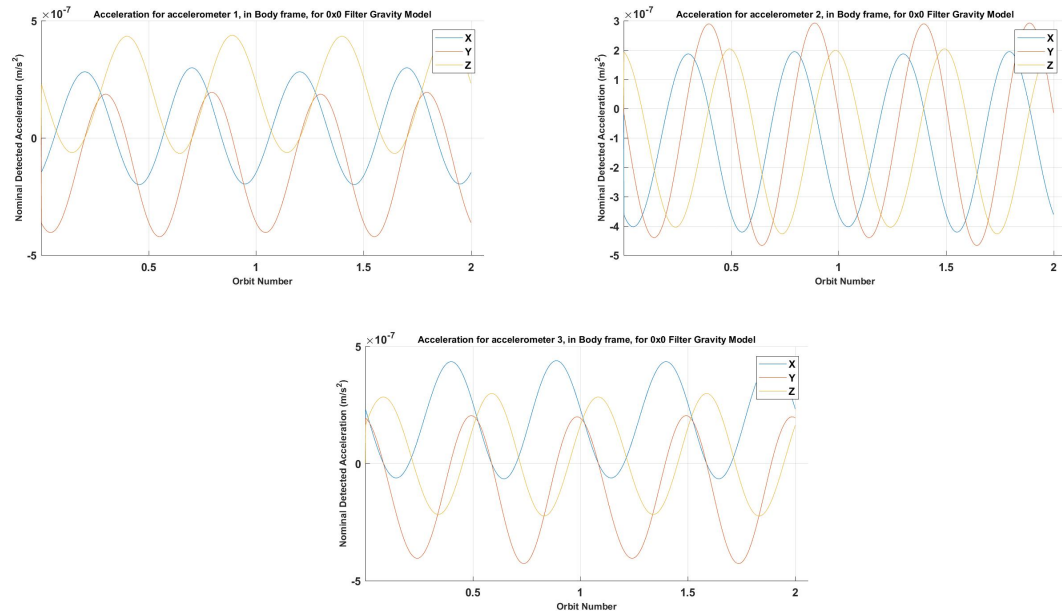 Acceleration for accelerometer 1, in Body frame, for 0x0 Filter Gravity Model
×10⁻⁷
5
0
-5
Nominal Detected Acceleration (m/s²)
X
Y
Z
0.5 1 1.5 2
Orbit Number
Acceleration for accelerometer 2, in Body frame, for 0x0 Filter Gravity Model
×10⁻⁷
3
2
1
0
-1
-2
-3
-4
-5
Nominal Detected Acceleration (m/s²)
X
Y
Z
0.5 1 1.5 2
Orbit Number
Acceleration for accelerometer 3, in Body frame, for 0x0 Filter Gravity Model
×10⁻⁷
5
0
-5
Nominal Detected Acceleration (m/s²)
X
Y
Z
0.5 1 1.5 2
Orbit Number